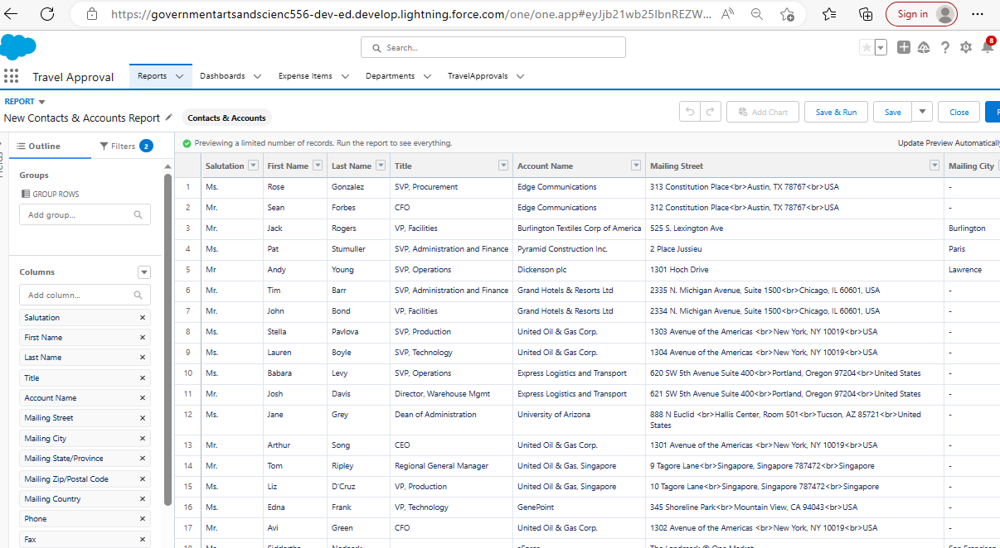 https://governmentartsandscienc556-dev-ed.develop.lightning.force.com/one/one.app#eyJjb21wb25lbnREZW... A Sign in
Search... 8
Travel Approval Reports Dashboards Expense Items Departments TravelApprovals
REPORT
New Contacts & Accounts Report Contacts & Accounts Add Chart Save & Run Save Close
Fields Outline Filters 2 Previewing a limited number of records. Run the report to see everything. Update Preview Automatically
Groups
GROUP ROWS
Add group...
Columns
Add column...
Salutation
First Name
Last Name
Title
Account Name
Mailing Street
Mailing City
Mailing State/Province
Mailing Zip/Postal Code
Mailing Country
Phone
Fax
Salutation First Name Last Name Title Account Name Mailing Street Mailing City
1 Ms. Rose Gonzalez SVP, Procurement Edge Communications 313 Constitution Place<br>Austin, TX 78767<br>USA -
2 Mr. Sean Forbes CFO Edge Communications 312 Constitution Place<br>Austin, TX 78767<br>USA -
3 Mr. Jack Rogers VP, Facilities Burlington Textiles Corp of America 525 S. Lexington Ave Burlington
4 Ms. Pat Stumuller SVP, Administration and Finance Pyramid Construction Inc. 2 Place Jussieu Paris
5 Mr Andy Young SVP, Operations Dickenson plc 1301 Hoch Drive Lawrence
6 Mr. Tim Barr SVP, Administration and Finance Grand Hotels & Resorts Ltd 2335 N. Michigan Avenue, Suite 1500<br>Chicago, IL 60601, USA -
7 Mr. John Bond VP, Facilities Grand Hotels & Resorts Ltd 2334 N. Michigan Avenue, Suite 1500<br>Chicago, IL 60601, USA -
8 Ms. Stella Pavlova SVP, Production United Oil & Gas Corp. 1303 Avenue of the Americas <br>New York, NY 10019<br>USA -
9 Ms. Lauren Boyle SVP, Technology United Oil & Gas Corp. 1304 Avenue of the Americas <br>New York, NY 10019<br>USA -
10 Ms. Babara Levy SVP, Operations Express Logistics and Transport 620 SW 5th Avenue Suite 400<br>Portland, Oregon 97204<br>United States -
11 Mr. Josh Davis Director, Warehouse Mgmt Express Logistics and Transport 621 SW 5th Avenue Suite 400<br>Portland, Oregon 97204<br>United States -
12 Ms. Jane Grey Dean of Administration University of Arizona 888 N Euclid <br>Hallis Center, Room 501<br>Tucson, AZ 85721<br>United -
States
13 Mr. Arthur Song CEO United Oil & Gas Corp. 1301 Avenue of the Americas <br>New York, NY 10019<br>USA -
14 Mr. Tom Ripley Regional General Manager United Oil & Gas, Singapore 9 Tagore Lane<br>Singapore, Singapore 787472<br>Singapore -
15 Ms. Liz D'Cruz VP, Production United Oil & Gas, Singapore 10 Tagore Lane<br>Singapore, Singapore 787472<br>Singapore -
16 Ms. Edna Frank VP, Technology GenePoint 345 Shoreline Park<br>Mountain View, CA 94043<br>USA -
17 Mr. Avi Green CFO United Oil & Gas Corp. 1302 Avenue of the Americas <br>New York, NY 10019<br>USA -